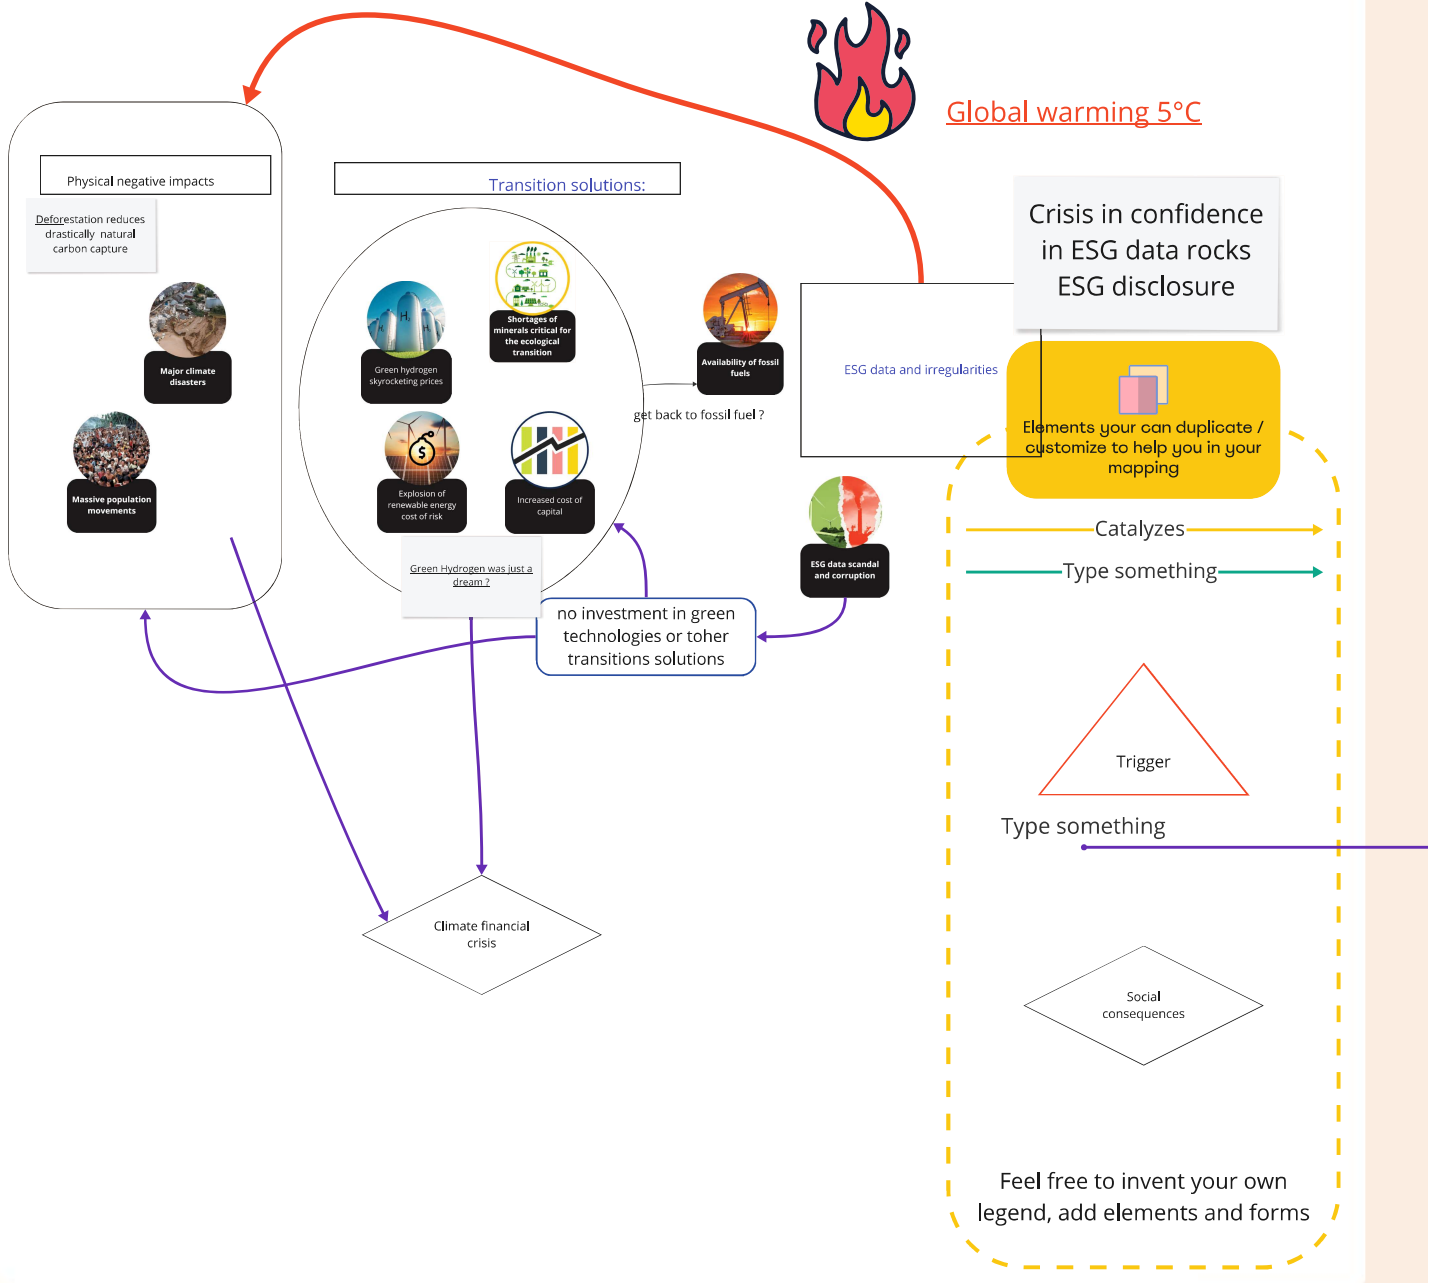 Global warming 5°C
Physical negative impacts
Deforestation reduces
drastically natural
carbon capture
Major climate
disasters
Massive population
movements
Transition solutions:
Shortages of
minerals critical for
the ecological
transition
H₂
H₂
Green hydrogen
skyrocketing prices
$
Explosion of
renewable energy
cost of risk
Increased cost of
capital
Green Hydrogen was just a
dream ?
Availability of fossil
fuels
get back to fossil fuel ?
ESG data and irregularities
Crisis in confidence
in ESG data rocks
ESG disclosure
ESG data scandal
and corruption
no investment in green
technologies or toher
transitions solutions
Climate financial
crisis
Elements your can duplicate /
customize to help you in your
mapping
Catalyzes
Type something
Trigger
Type something
Social
consequences
Feel free to invent your own
legend, add elements and forms